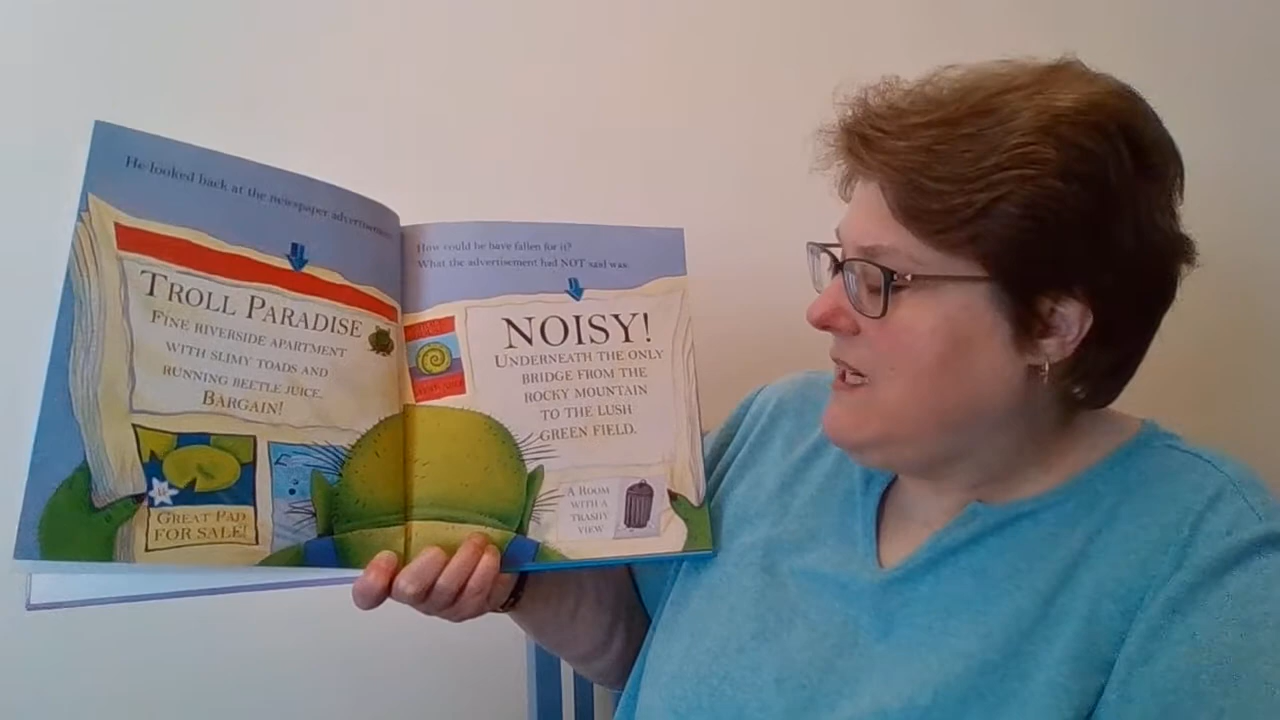 He looked back at the newspaper advertisement.
TROLL PARADISE
FINE RIVERSIDE APARTMENT
WITH SLIMY TOADS AND
RUNNING BEETLE JUICE.
BARGAIN!
GREAT PAD
FOR SALE!
How could he have fallen for it?
What the advertisement had NOT said was:
NOISY!
UNDERNEATH THE ONLY
BRIDGE FROM THE
ROCKY MOUNTAIN
TO THE LUSH
GREEN FIELD.
A ROOM
WITH A
TRASHY
VIEW